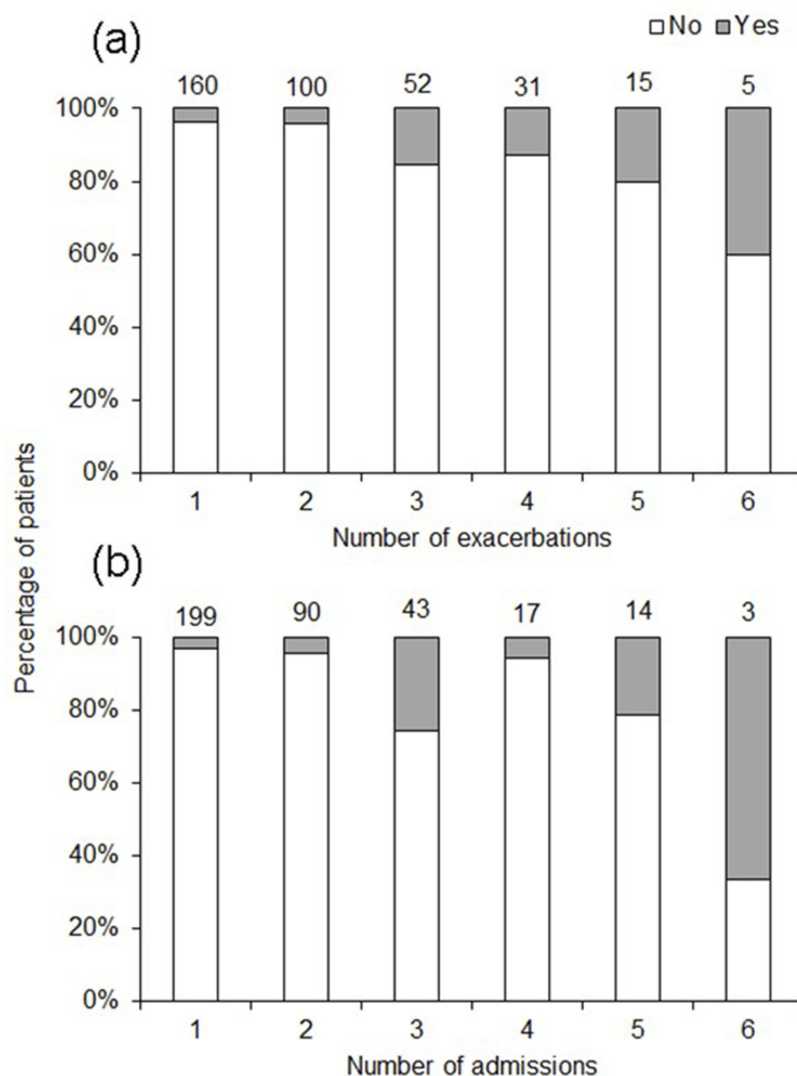 No Yes
(a)
160 100 52 31 15 5
100%
80%
60%
40%
20%
0%
1 2 3 4 5 6
Number of exacerbations
Percentage of patients
(b)
199 90 43 17 14 3
100%
80%
60%
40%
20%
0%
1 2 3 4 5 6
Number of admissions